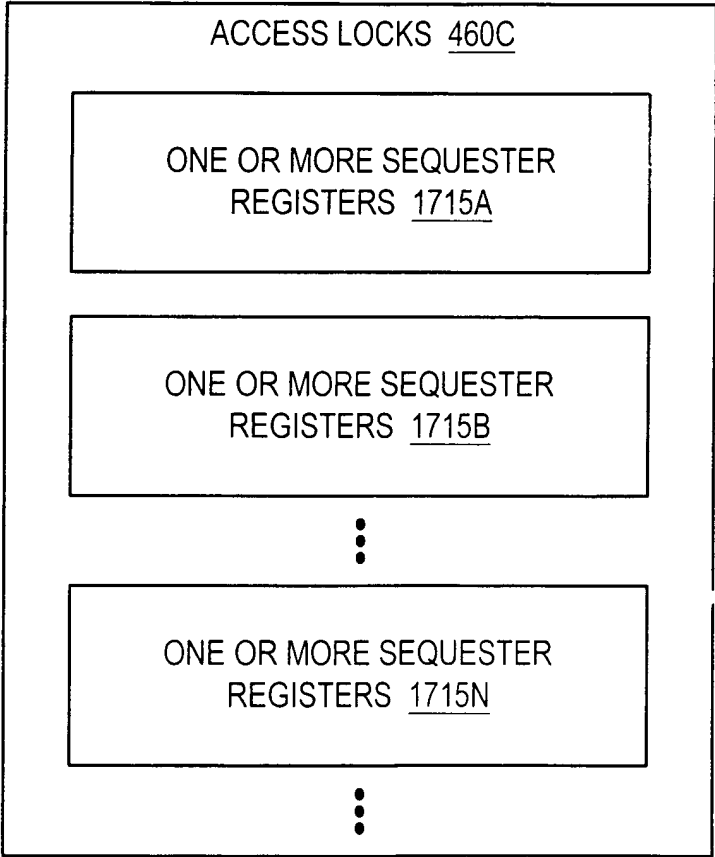 ACCESS LOCKS 460C
ONE OR MORE SEQUESTER
REGISTERS 1715A
ONE OR MORE SEQUESTER
REGISTERS 1715B
ONE OR MORE SEQUESTER
REGISTERS 1715N